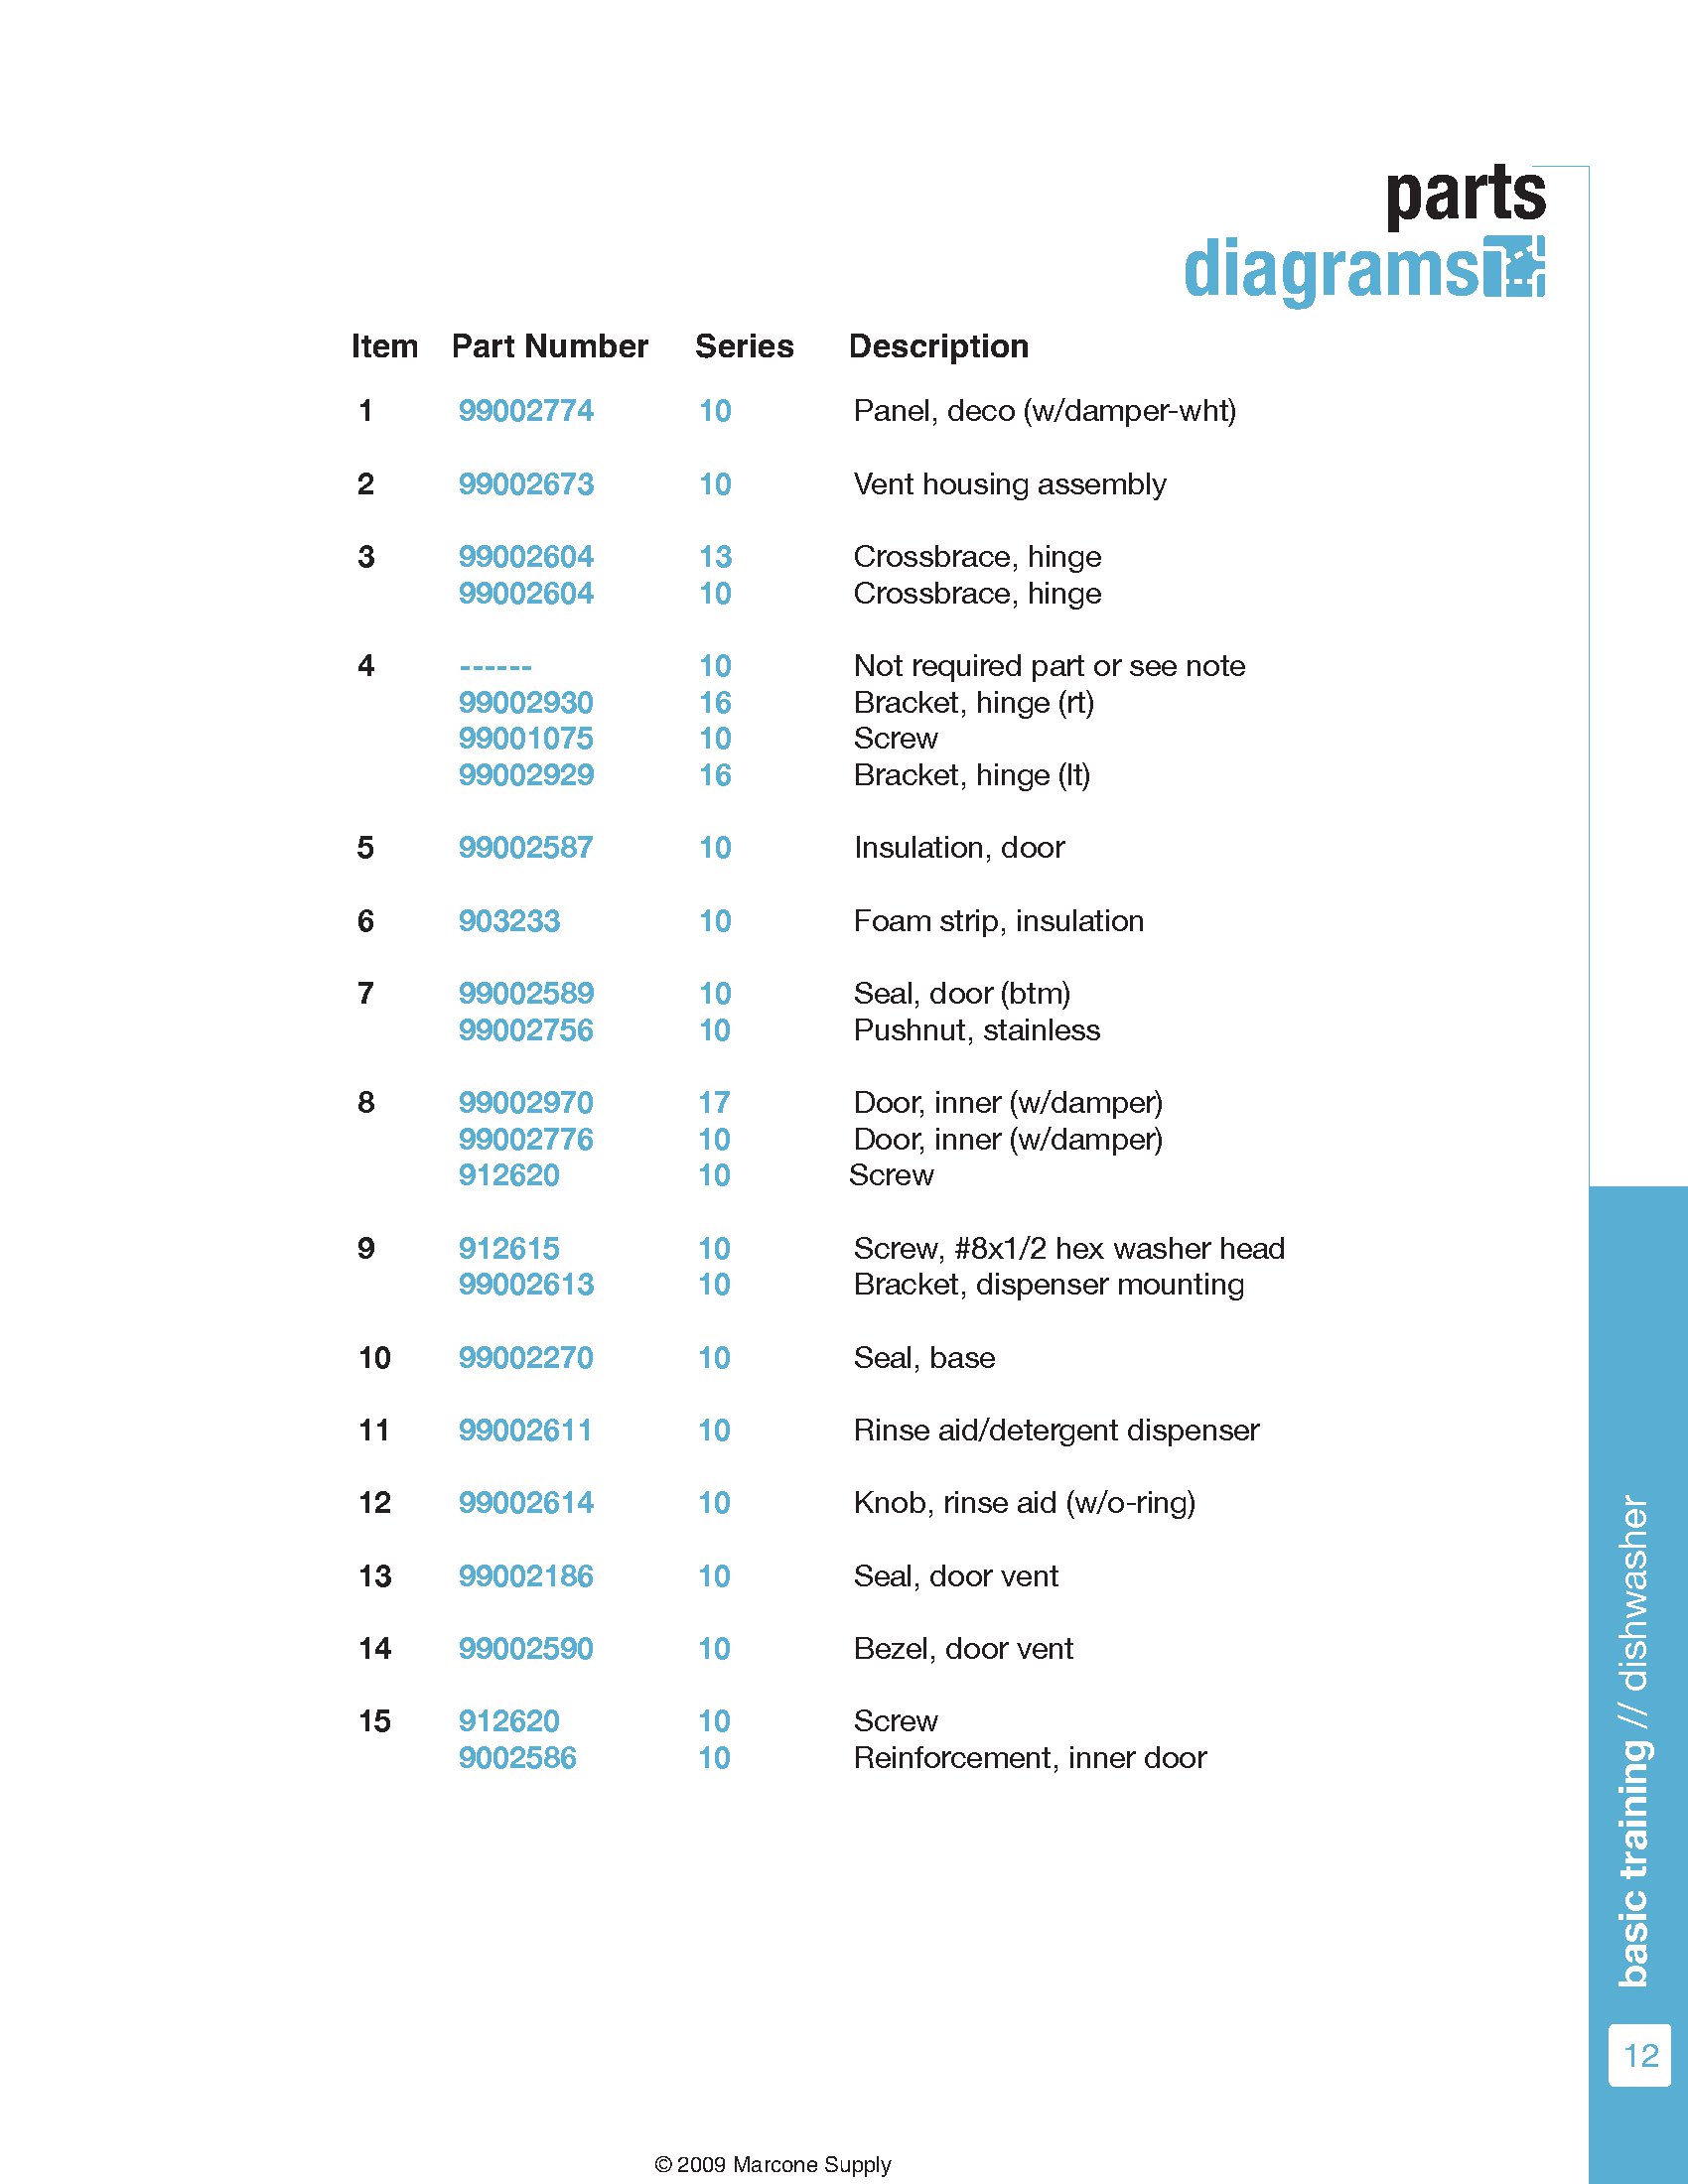 parts
diagrams
Item Part Number Series Description
1 99002774 10 Panel, deco (w/damper-wht)
2 99002673 10 Vent housing assembly
3 99002604 13 Crossbrace, hinge
99002604 10 Crossbrace, hinge
4 ------ 10 Not required part or see note
99002930 16 Bracket, hinge (rt)
99001075 10 Screw
99002929 16 Bracket, hinge (lt)
5 99002587 10 Insulation, door
6 903233 10 Foam strip, insulation
7 99002589 10 Seal, door (btm)
99002756 10 Pushnut, stainless
8 99002970 17 Door, inner (w/damper)
99002776 10 Door, inner (w/damper)
912620 10 Screw
9 912615 10 Screw, #8x1/2 hex washer head
99002613 10 Bracket, dispenser mounting
10 99002270 10 Seal, base
11 99002611 10 Rinse aid/detergent dispenser
12 99002614 10 Knob, rinse aid (w/o-ring)
13 99002186 10 Seal, door vent
14 99002590 10 Bezel, door vent
15 912620 10 Screw
9002586 10 Reinforcement, inner door
basic training // dishwasher
12
© 2009 Marcone Supply